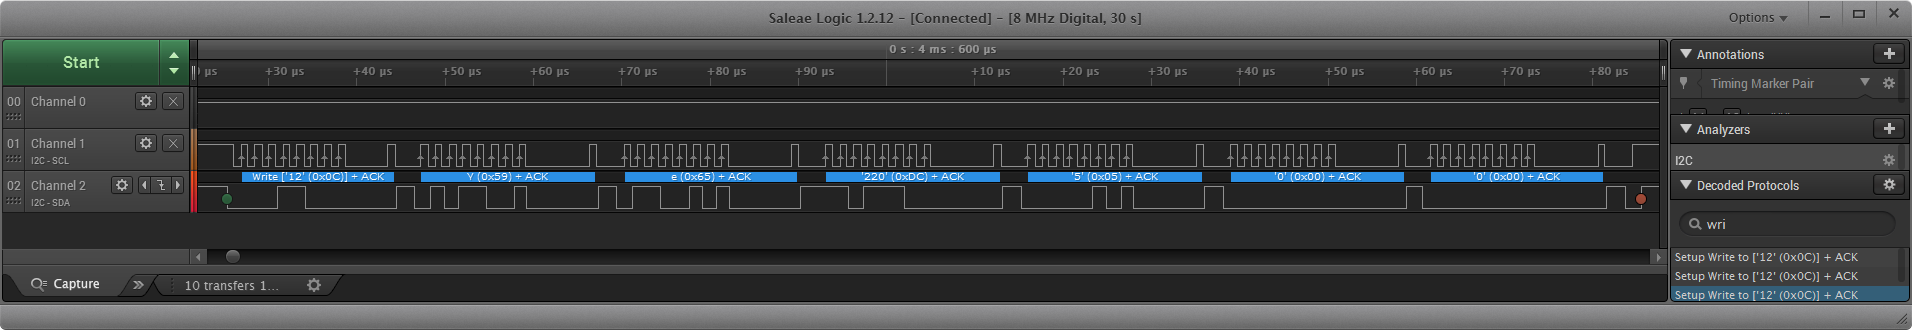 Saleae Logic 1.2.12 - [Connected] - [8 MHz Digital, 30 s]
Options
Start
0 s : 4 ms : 600 µs
µs +30 µs +40 µs +50 µs +60 µs +70 µs +80 µs +90 µs +10 µs +20 µs +30 µs +40 µs +50 µs +60 µs +70 µs +80 µs
Annotations
Timing Marker Pair
00 Channel 0
01 Channel 1
I2C - SCL
02 Channel 2
I2C - SDA
Write ['12' (0x0C)] + ACK
Y (0x59) + ACK
e (0x65) + ACK
'220' (0xDC) + ACK
'5' (0x05) + ACK
'0' (0x00) + ACK
'0' (0x00) + ACK
Analyzers
I2C
Decoded Protocols
wri
Setup Write to ['12' (0x0C)] + ACK
Setup Write to ['12' (0x0C)] + ACK
Setup Write to ['12' (0x0C)] + ACK
Capture
10 transfers 1...